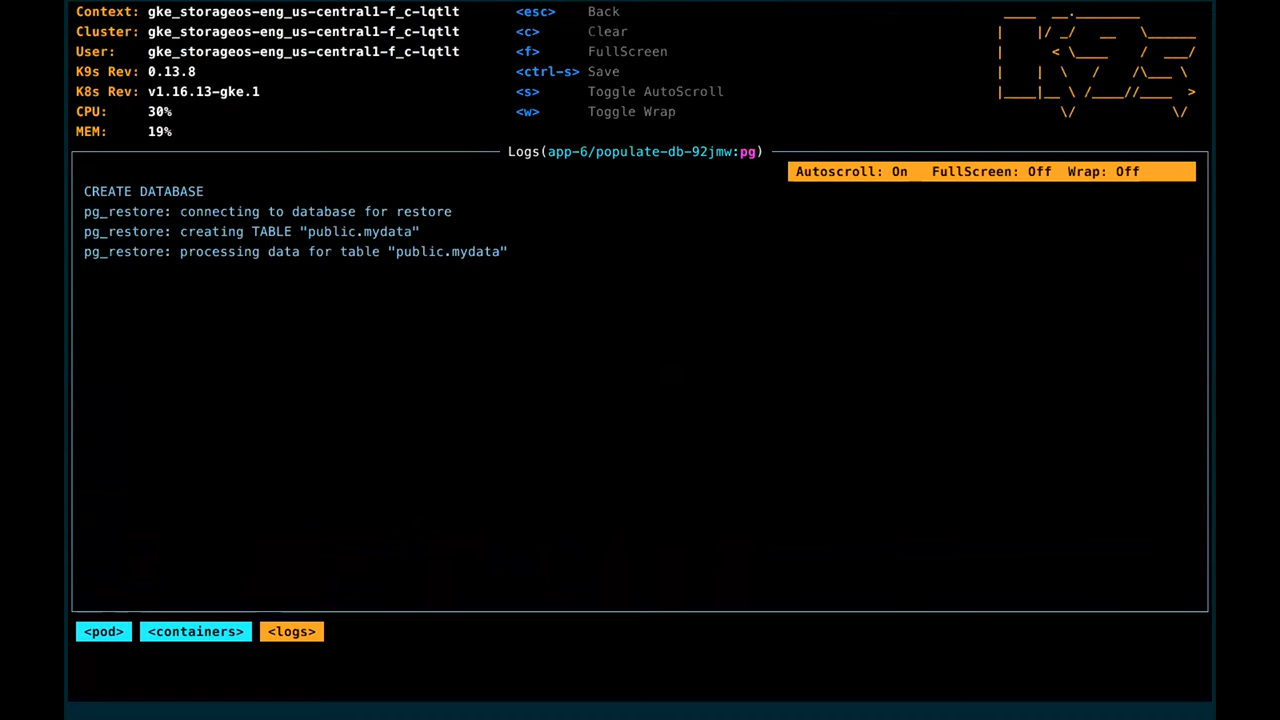 Context: gke_storageos-eng_us-central1-f_c-lqtlt <esc> Back
Cluster: gke_storageos-eng_us-central1-f_c-lqtlt <c> Clear
User: gke_storageos-eng_us-central1-f_c-lqtlt <f> FullScreen
K9s Rev: 0.13.8 <ctrl-s> Save
K8s Rev: v1.16.13-gke.1 <s> Toggle AutoScroll
CPU: 30% <w> Toggle Wrap
MEM: 19%
Logs(app-6/populate-db-92jmw:pg)
Autoscroll: On FullScreen: Off Wrap: Off
CREATE DATABASE
pg_restore: connecting to database for restore
pg_restore: creating TABLE "public.mydata"
pg_restore: processing data for table "public.mydata"
<pod> <containers> <logs>